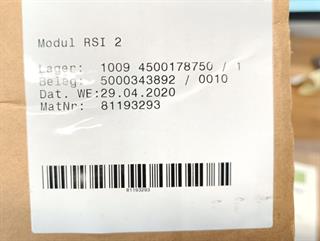 Modul RSI 2
Lager: 1009 4500178750 / 1
Beleg: 5000343892 / 0010
Dat. WE:29.04.2020
MatNr: 81193293
81193293